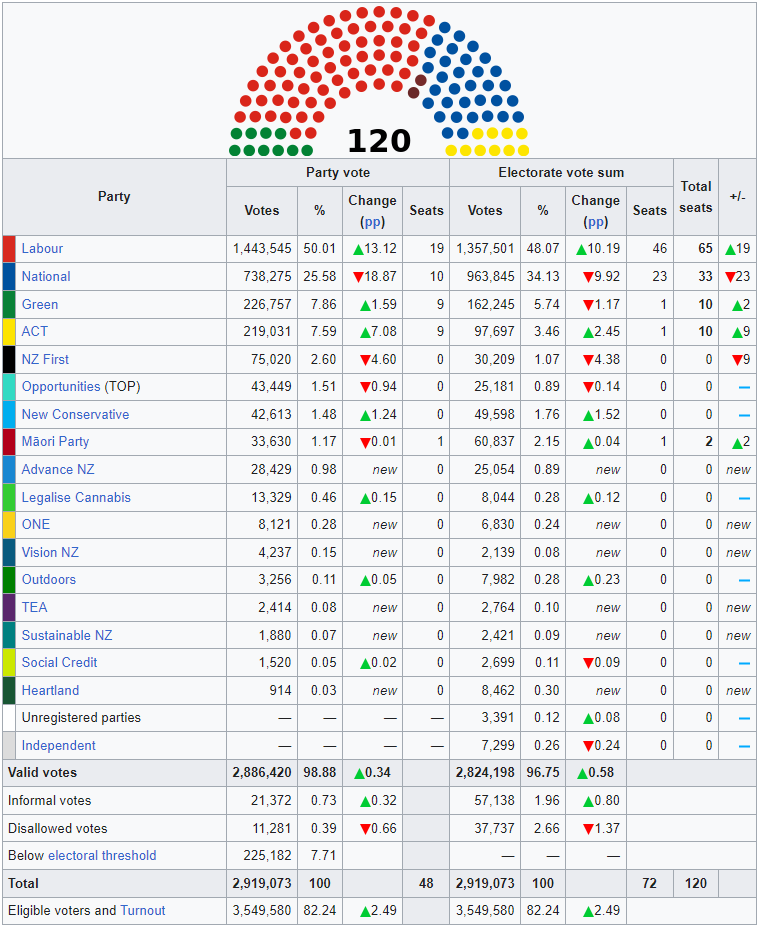 120
Party Party vote Electorate vote sum Total seats +/-
Votes % Change (pp) Seats Votes % Change (pp) Seats
Labour 1,443,545 50.01 ▲13.12 19 1,357,501 48.07 ▲10.19 46 65 ▲19
National 738,275 25.58 ▼18.87 10 963,845 34.13 ▼9.92 23 33 ▼23
Green 226,757 7.86 ▲1.59 9 162,245 5.74 ▼1.17 1 10 ▲2
ACT 219,031 7.59 ▲7.08 9 97,697 3.46 ▲2.45 1 10 ▲9
NZ First 75,020 2.60 ▼4.60 0 30,209 1.07 ▼4.38 0 0 ▼9
Opportunities (TOP) 43,449 1.51 ▼0.94 0 25,181 0.89 ▼0.14 0 0 –
New Conservative 42,613 1.48 ▲1.24 0 49,598 1.76 ▲1.52 0 0 –
Māori Party 33,630 1.17 ▼0.01 1 60,837 2.15 ▲0.04 1 2 ▲2
Advance NZ 28,429 0.98 new 0 25,054 0.89 new 0 0 new
Legalise Cannabis 13,329 0.46 ▲0.15 0 8,044 0.28 ▲0.12 0 0 –
ONE 8,121 0.28 new 0 6,830 0.24 new 0 0 new
Vision NZ 4,237 0.15 new 0 2,139 0.08 new 0 0 new
Outdoors 3,256 0.11 ▲0.05 0 7,982 0.28 ▲0.23 0 0 –
TEA 2,414 0.08 new 0 2,764 0.10 new 0 0 new
Sustainable NZ 1,880 0.07 new 0 2,421 0.09 new 0 0 new
Social Credit 1,520 0.05 ▲0.02 0 2,699 0.11 ▼0.09 0 0 –
Heartland 914 0.03 new 0 8,462 0.30 new 0 0 new
Unregistered parties — — — — 3,391 0.12 ▲0.08 0 0 –
Independent — — — — 7,299 0.26 ▼0.24 0 0 –
Valid votes 2,886,420 98.88 ▲0.34 2,824,198 96.75 ▲0.58
Informal votes 21,372 0.73 ▲0.32 57,138 1.96 ▲0.80
Disallowed votes 11,281 0.39 ▼0.66 37,737 2.66 ▼1.37
Below electoral threshold 225,182 7.71 — — —
Total 2,919,073 100 48 2,919,073 100 72 120
Eligible voters and Turnout 3,549,580 82.24 ▲2.49 3,549,580 82.24 ▲2.49